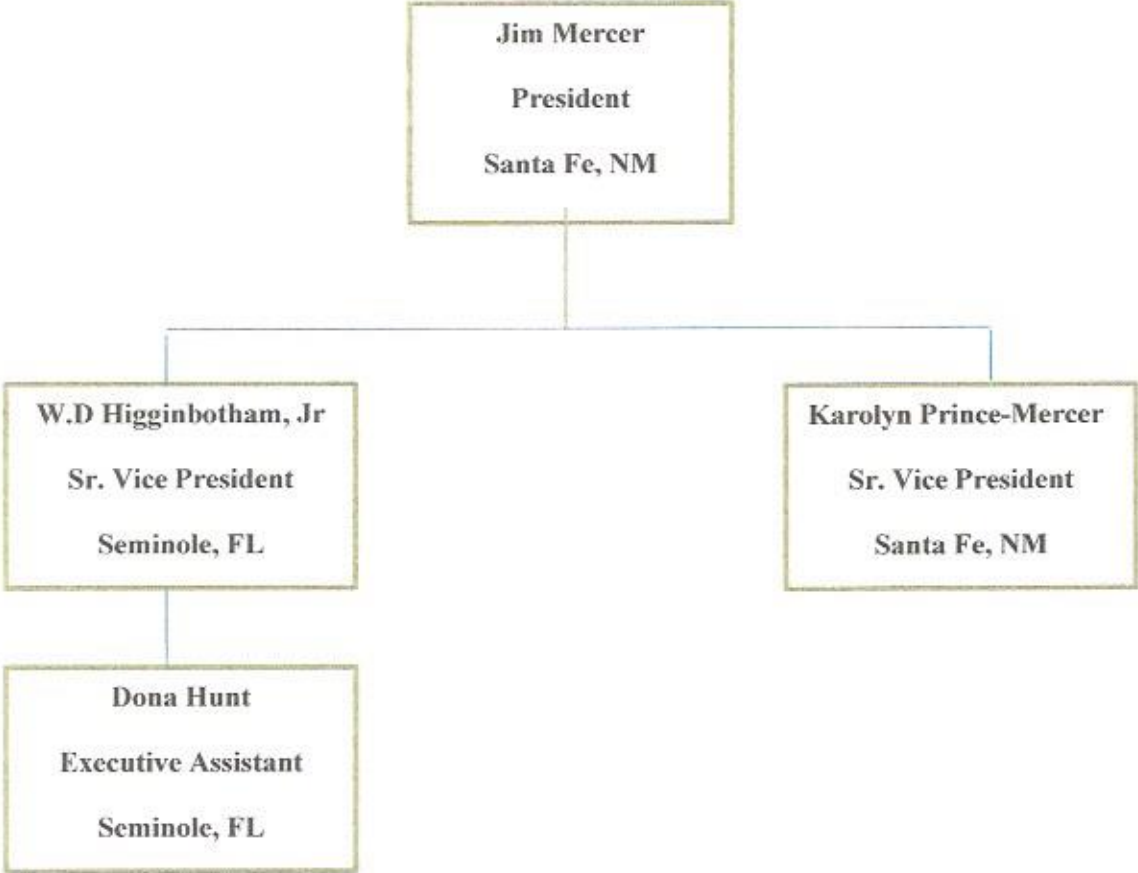 Jim Mercer
President
Santa Fe, NM
W.D Higginbotham, Jr
Sr. Vice President
Seminole, FL
Karolyn Prince-Mercer
Sr. Vice President
Santa Fe, NM
Dona Hunt
Executive Assistant
Seminole, FL